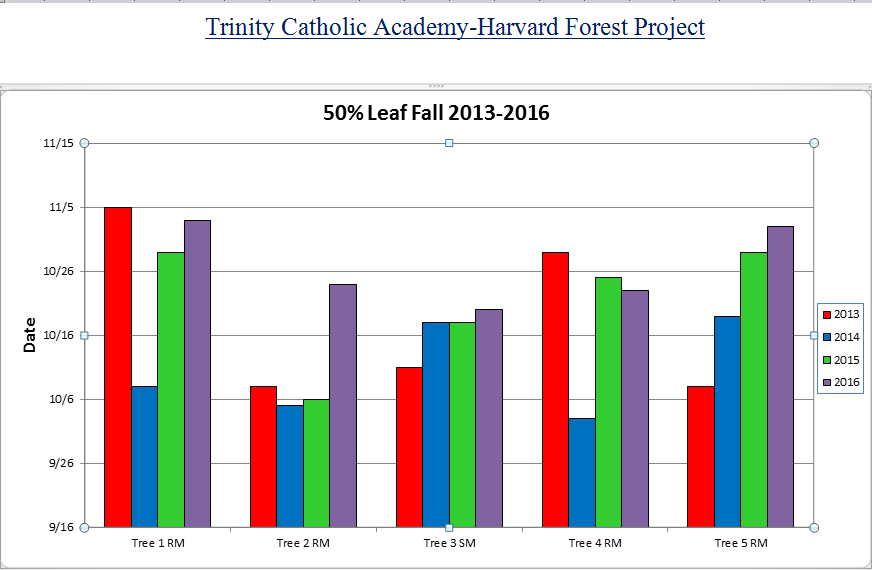 Trinity Catholic Academy-Harvard Forest Project
50% Leaf Fall 2013-2016
11/15
11/5
10/26
10/16
10/6
9/26
9/16
Date
Tree 1 RM
Tree 2 RM
Tree 3 SM
Tree 4 RM
Tree 5 RM
2013
2014
2015
2016